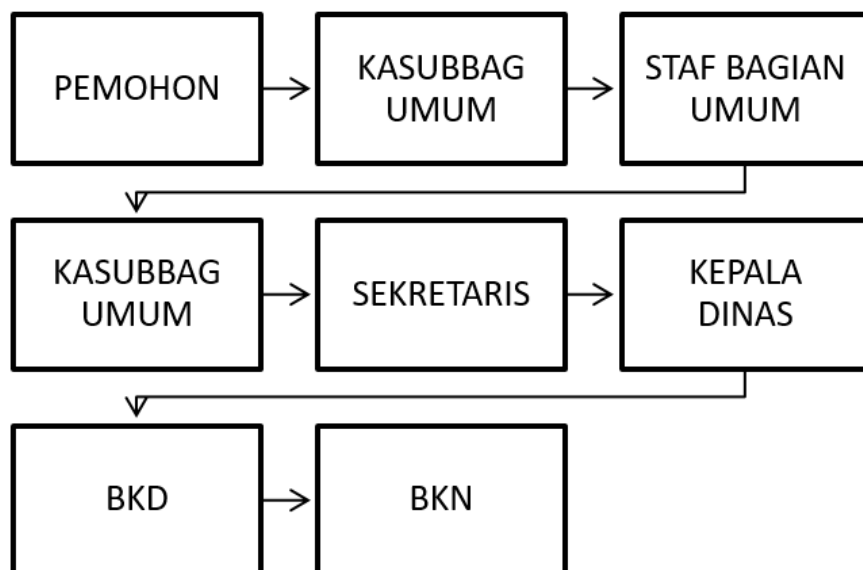 PEMOHON
KASUBBAG
UMUM
STAF BAGIAN
UMUM
KASUBBAG
UMUM
SEKRETARIS
KEPALA
DINAS
BKD
BKN